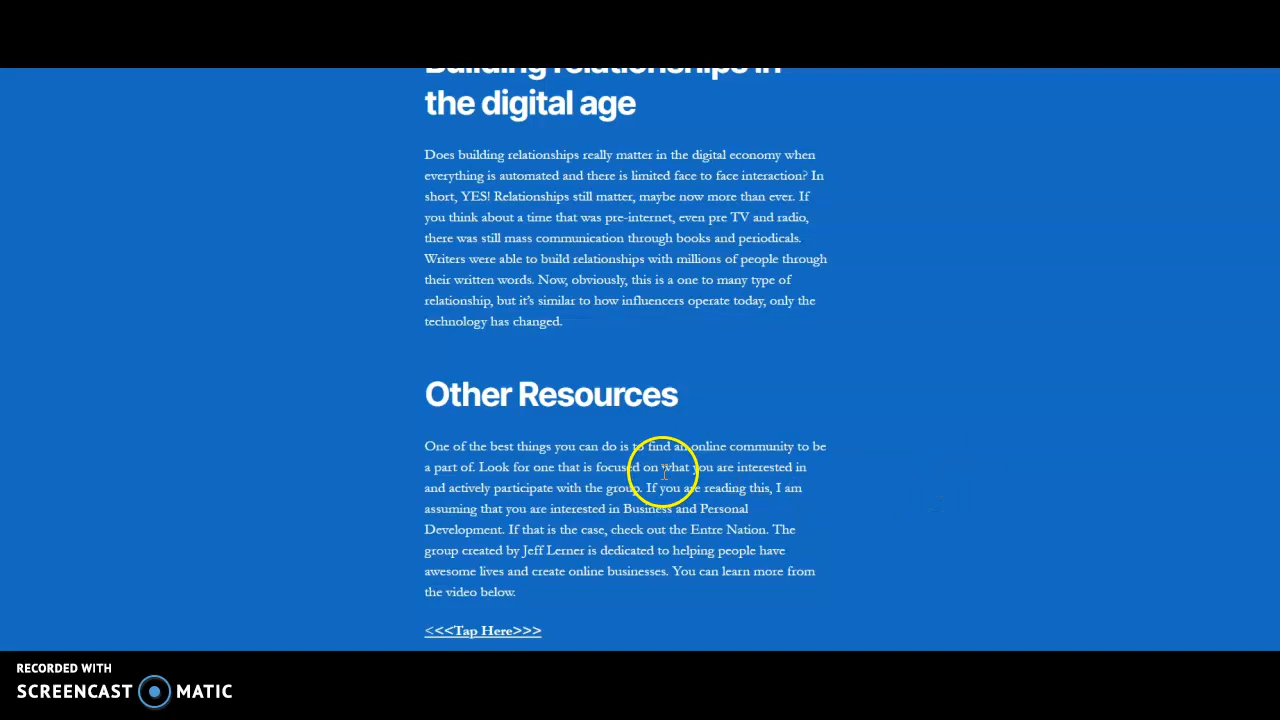 Building relationships in
the digital age
Does building relationships really matter in the digital economy when
everything is automated and there is limited face to face interaction? In
short, YES! Relationships still matter, maybe now more than ever. If
you think about a time that was pre-internet, even pre TV and radio,
there was still mass communication through books and periodicals.
Writers were able to build relationships with millions of people through
their written words. Now, obviously, this is a one to many type of
relationship, but it's similar to how influencers operate today, only the
technology has changed.
Other Resources
One of the best things you can do is to find an online community to be
a part of. Look for one that is focused on what you are interested in
and actively participate with the group. If you are reading this, I am
assuming that you are interested in Business and Personal
Development. If that is the case, check out the Entre Nation. The
group created by Jeff Lerner is dedicated to helping people have
awesome lives and create online businesses. You can learn more from
the video below.
<<<Tap Here>>>
RECORDED WITH
SCREENCAST MATIC